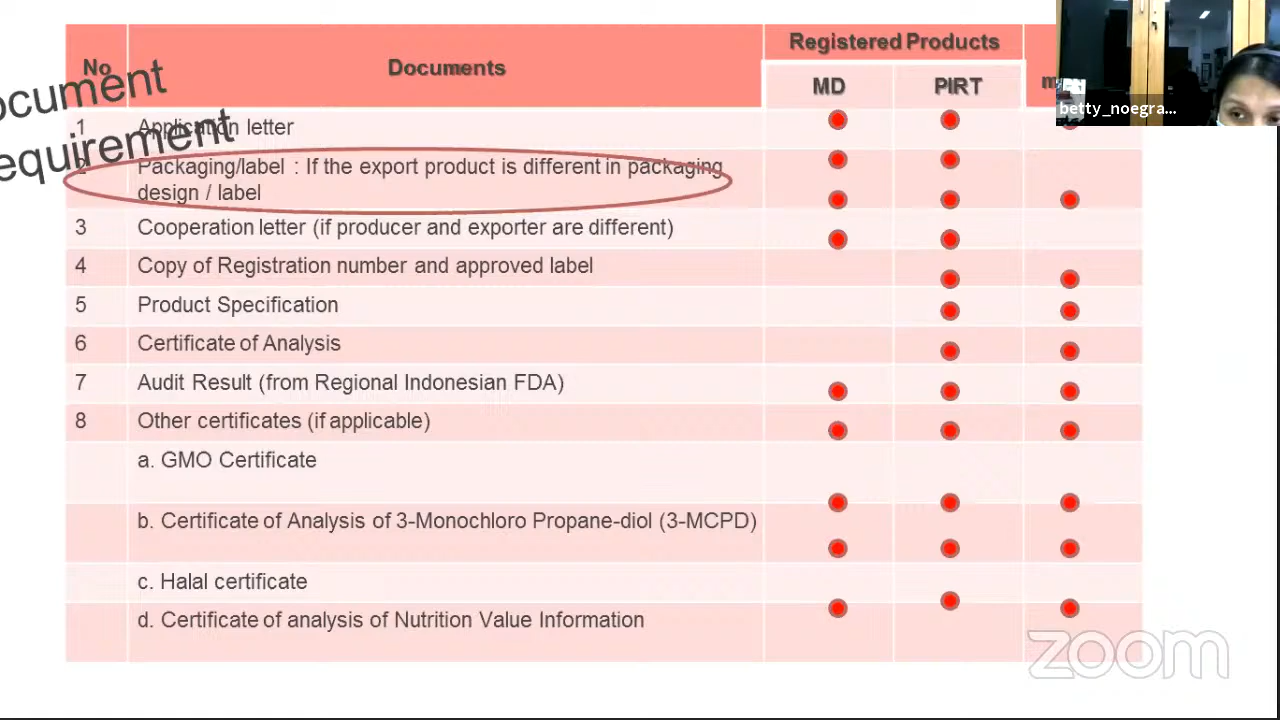 No
Documents
Registered Products
MD
PIRT
ocument
equirement
betty_noegra...
1 Application letter
2 Packaging/label : If the export product is different in packaging
design / label
3 Cooperation letter (if producer and exporter are different)
4 Copy of Registration number and approved label
5 Product Specification
6 Certificate of Analysis
7 Audit Result (from Regional Indonesian FDA)
8 Other certificates (if applicable)
a. GMO Certificate
b. Certificate of Analysis of 3-Monochloro Propane-diol (3-MCPD)
c. Halal certificate
d. Certificate of analysis of Nutrition Value Information
zoom